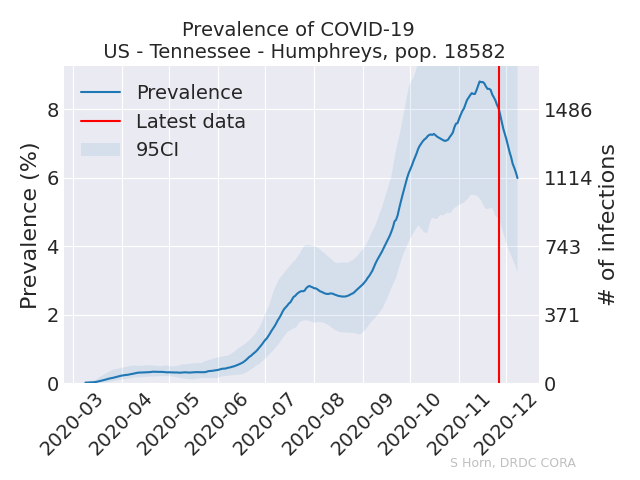 Prevalence of COVID-19
US - Tennessee - Humphreys, pop. 18582
Prevalence
Latest data
95CI
Prevalence (%)
8
6
4
2
0
1486
1114
743
371
0
# of infections
2020-03
2020-04
2020-05
2020-06
2020-07
2020-08
2020-09
2020-10
2020-11
2020-12
S Horn, DRDC CORA